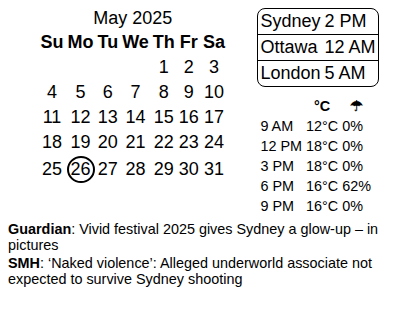 May 2025
Su Mo Tu We Th Fr Sa
1 2 3
4 5 6 7 8 9 10
11 12 13 14 15 16 17
18 19 20 21 22 23 24
25 26 27 28 29 30 31
Sydney 2 PM
Ottawa 12 AM
London 5 AM
°C ☂
9 AM 12°C 0%
12 PM 18°C 0%
3 PM 18°C 0%
6 PM 16°C 62%
9 PM 16°C 0%
Guardian: Vivid festival 2025 gives Sydney a glow-up – in
pictures
SMH: ‘Naked violence’: Alleged underworld associate not
expected to survive Sydney shooting